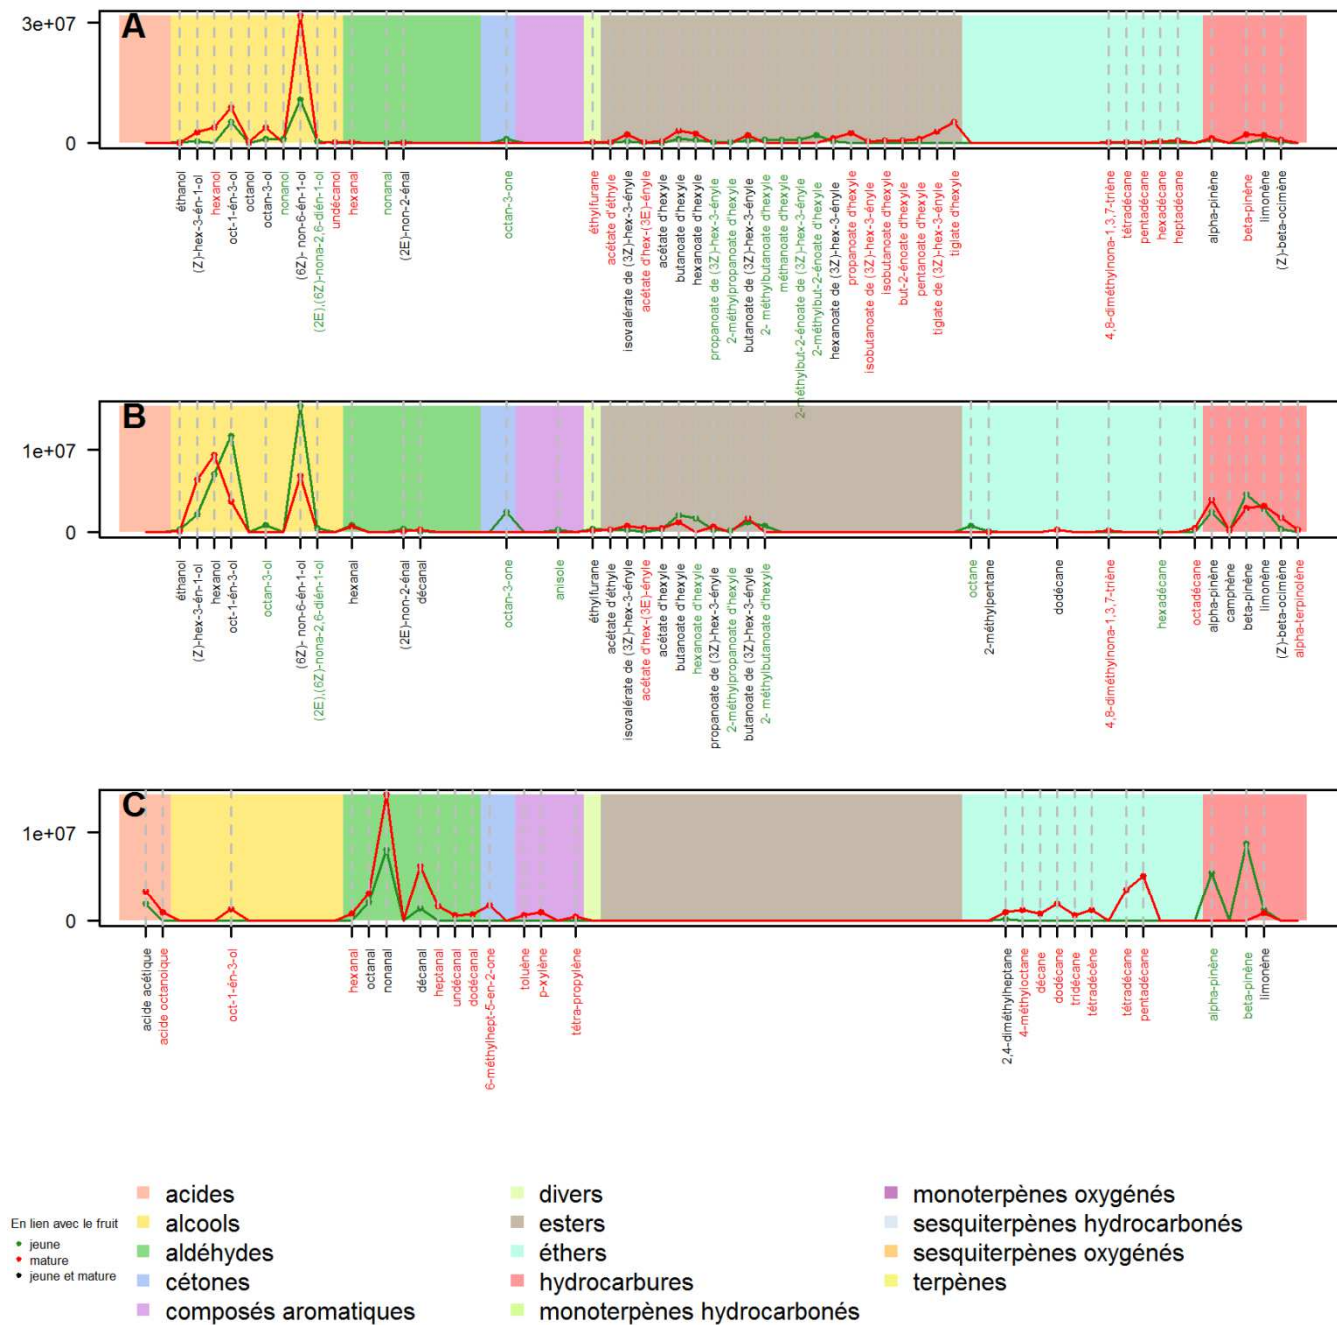 A
3e+07
0
éthanol
(Z)-hex-3-én-1-ol
hexanol
oct-1-én-3-ol
octanol
octan-3-ol
nonanol
(6Z)- non-6-én-1-ol
(2E),(6Z)-nona-2,6-dién-1-ol
undécanol
hexanal
nonanal
(2E)-non-2-énal
octan-3-one
éthylfurane
acétate d'éthyle
isovalérate de (3Z)-hex-3-ényle
acétate d'hex-(3E)-ényle
acétate d'hexyle
butanoate d'hexyle
hexanoate d'hexyle
propanoate de (3Z)-hex-3-ényle
2-méthylpropanoate d'hexyle
butanoate de (3Z)-hex-3-ényle
2- méthylbutanoate d'hexyle
méthanoate d'hexyle
2-méthylbut-2-énoate de (3Z)-hex-3-ényle
2-méthylbut-2-énoate d'hexyle
hexanoate de (3Z)-hex-3-ényle
propanoate d'hexyle
isobutanoate de (3Z)-hex-3-ényle
isobutanoate d'hexyle
but-2-énoate d'hexyle
pentanoate d'hexyle
tiglate de (3Z)-hex-3-ényle
tiglate d'hexyle
4,8-diméthylnona-1,3,7-triène
tétradécane
pentadécane
hexadécane
heptadécane
alpha-pinène
beta-pinène
limonène
(Z)-beta-ocimène
B
1e+07
0
éthanol
(Z)-hex-3-én-1-ol
hexanol
oct-1-én-3-ol
octan-3-ol
(6Z)- non-6-én-1-ol
(2E),(6Z)-nona-2,6-dién-1-ol
hexanal
(2E)-non-2-énal
décanal
octan-3-one
anisole
éthylfurane
acétate d'éthyle
isovalérate de (3Z)-hex-3-ényle
acétate d'hex-(3E)-ényle
acétate d'hexyle
butanoate d'hexyle
hexanoate d'hexyle
propanoate de (3Z)-hex-3-ényle
2-méthylpropanoate d'hexyle
butanoate de (3Z)-hex-3-ényle
2- méthylbutanoate d'hexyle
octane
2-méthylpentane
dodécane
4,8-diméthylnona-1,3,7-triène
hexadécane
octadécane
alpha-pinène
camphène
beta-pinène
limonène
(Z)-beta-ocimène
alpha-terpinolène
C
1e+07
0
acide acétique
acide octanoique
oct-1-én-3-ol
hexanal
octanal
nonanal
décanal
heptanal
undécanal
dodécanal
6-méthylhept-5-en-2-one
toluène
p-xylène
tétra-propylène
2,4-diméthylheptane
4-méthyloctane
décane
dodécane
tridécane
tétradécène
tétradécane
pentadécane
alpha-pinène
beta-pinène
limonène
En lien avec le fruit
jeune
mature
jeune et mature
acides
alcools
aldéhydes
cétones
composés aromatiques
divers
esters
éthers
hydrocarbures
monoterpènes hydrocarbonés
monoterpènes oxygénés
sesquiterpènes hydrocarbonés
sesquiterpènes oxygénés
terpènes